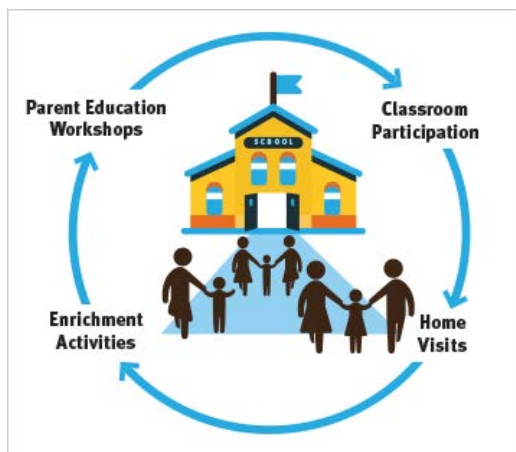 Parent Education
Workshops
Classroom
Participation
SCHOOL
Enrichment
Activities
Home
Visits